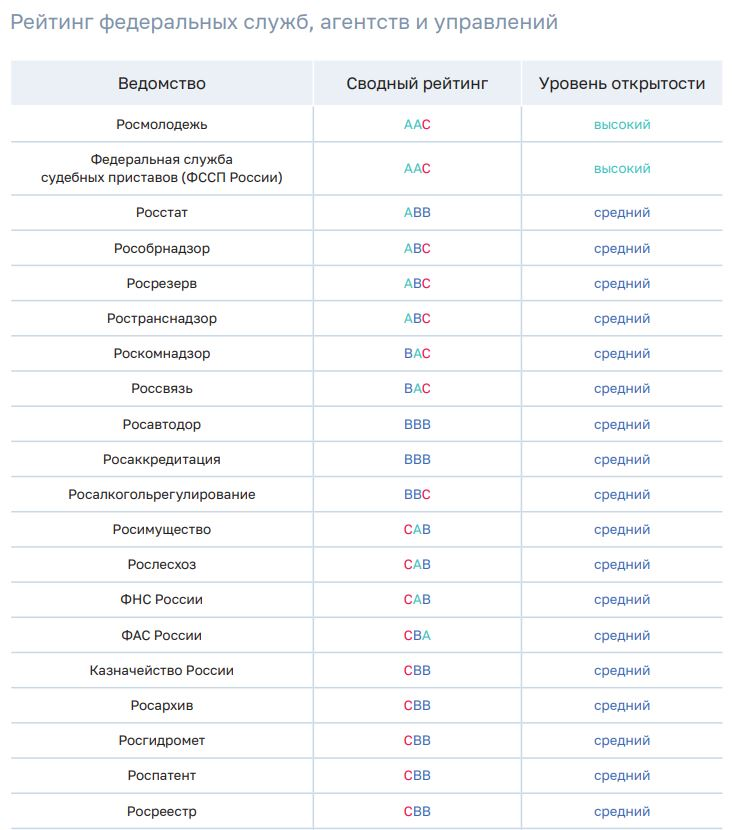 Рейтинг федеральных служб, агентств и управлений
Ведомство Сводный рейтинг Уровень открытости
Росмолодежь AAC высокий
Федеральная служба
судебных приставов (ФССП России) AAC высокий
Росстат ABB средний
Рособрнадзор ABC средний
Росрезерв ABC средний
Ространснадзор ABC средний
Роскомнадзор BAC средний
Россвязь BAC средний
Росавтодор BBB средний
Росаккредитация BBB средний
Росалкогольрегулирование BBC средний
Росимущество CAB средний
Рослесхоз CAB средний
ФНС России CAB средний
ФАС России CBA средний
Казначейство России CBB средний
Росархив CBB средний
Росгидромет CBB средний
Роспатент CBB средний
Росреестр CBB средний